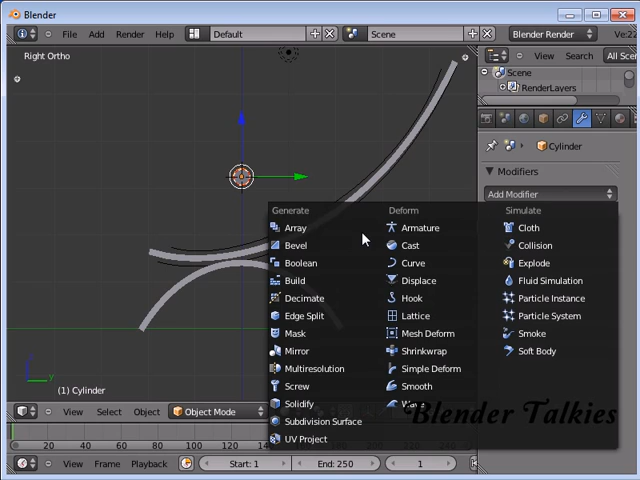 Blender
File Add Render Help Default Scene Blender Render
Right Ortho
View Search All Scen
Scene
RenderLayers
Cylinder
Modifiers
Add Modifier
Generate Deform Simulate
Array Armature Cloth
Bevel Cast Collision
Boolean Curve Explode
Build Displace Fluid Simulation
Decimate Hook Particle Instance
Edge Split Lattice Particle System
Mask Mesh Deform Smoke
Mirror Shrinkwrap Soft Body
Multiresolution Simple Deform
Screw Smooth
Solidify
Subdivision Surface
UV Project
z
y
(1) Cylinder
Blender Talkies
View Select Object Object Mode
20 40 60 80 100 120 140
View Frame Playback Start: 1 End: 250 1